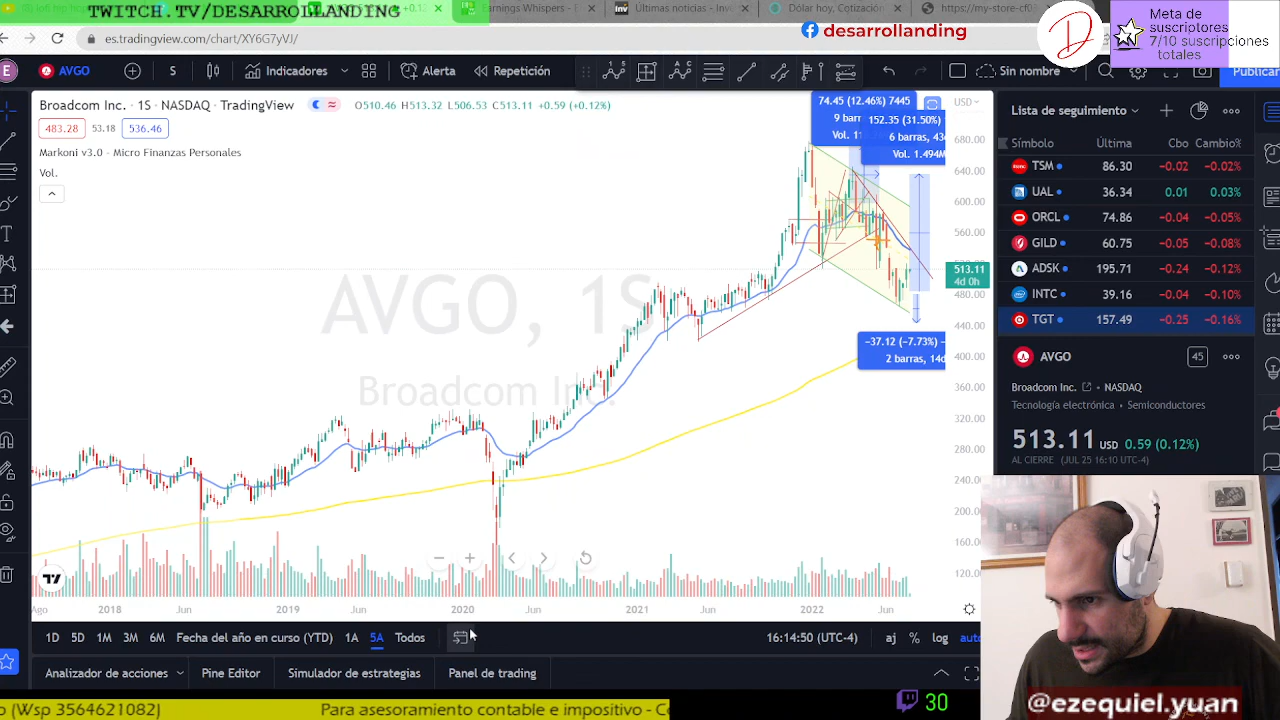 TWITCH.TV/DESARROLLANDING
Earnings Whispers - E
Últimas noticias - Inv
Dólar hoy, Cotización
https://my-store-cf08
es.tradingview.com/chart/XY6G7yVJ/
desarrollanding
Meta de
suscriptores
7/10 suscripciones
totales
E
AVGO
S
Indicadores
Alerta
Repetición
Sin nombre
Publicar
Broadcom Inc. · 1S · NASDAQ · TradingView
O510.46 H513.32 L506.53 C513.11 +0.59 (+0.12%)
483.28
53.18
536.46
Markoni v3.0 - Micro Finanzas Personales
Vol.
74.45 (12.46%) 7445
152.35 (31.50%)
6 barras, 43d
Vol. 1.494M
−37.12 (−7.73%) −
2 barras, 14d
AVGO, 1S
Broadcom Inc.
USD
680.00
640.00
600.00
560.00
513.11
4d 0h
480.00
440.00
400.00
360.00
320.00
280.00
240.00
200.00
160.00
120.00
Ago
2018
Jun
2019
Jun
2020
Jun
2021
Jun
2022
Jun
1D
5D
1M
3M
6M
Fecha del año en curso (YTD)
1A
5A
Todos
16:14:50 (UTC-4)
aj
%
log
auto
Analizador de acciones
Pine Editor
Simulador de estrategias
Panel de trading
Lista de seguimiento
Símbolo
Última
Cbo
Cambio%
TSM 86.30 −0.02 −0.02%
UAL 36.34 0.01 0.03%
ORCL 74.86 −0.04 −0.05%
GILD 60.75 −0.05 −0.08%
ADSK 195.71 −0.24 −0.12%
INTC 39.16 −0.04 −0.10%
TGT 157.49 −0.25 −0.16%
AVGO
45
Broadcom Inc.
NASDAQ
Tecnología electrónica · Semiconductores
513.11 USD 0.59 (0.12%)
AL CIERRE (JUL 25 16:10 UTC-4)
o (Wsp 3564621082)
Para asesoramiento contable e impositivo - Co
30
@ezequiel.yuan